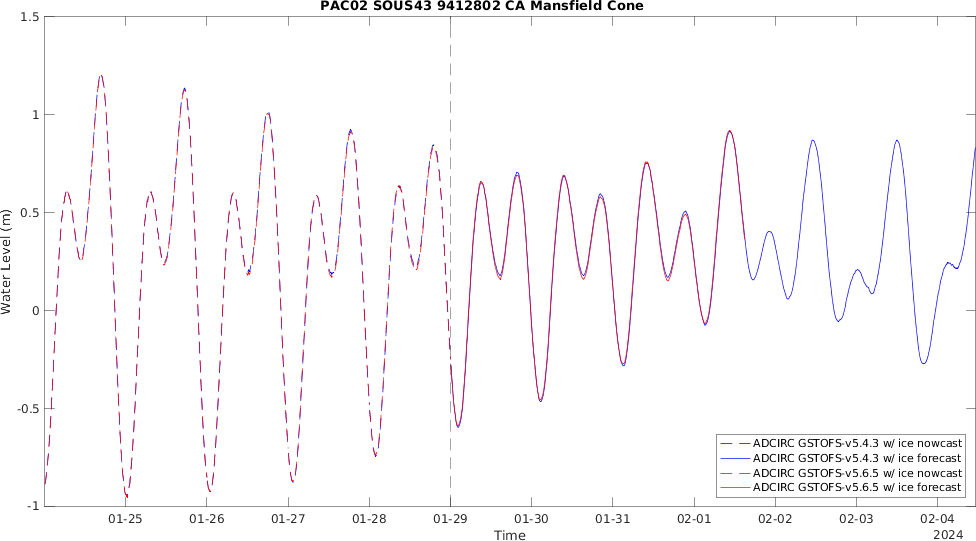 PAC02 SOUS43 9412802 CA Mansfield Cone
1.5
1
0.5
0
-0.5
-1
Water Level (m)
01-25 01-26 01-27 01-28 01-29 01-30 01-31 02-01 02-02 02-03 02-04
Time
2024
ADCIRC GSTOFS-v5.4.3 w/ ice nowcast
ADCIRC GSTOFS-v5.4.3 w/ ice forecast
ADCIRC GSTOFS-v5.6.5 w/ ice nowcast
ADCIRC GSTOFS-v5.6.5 w/ ice forecast